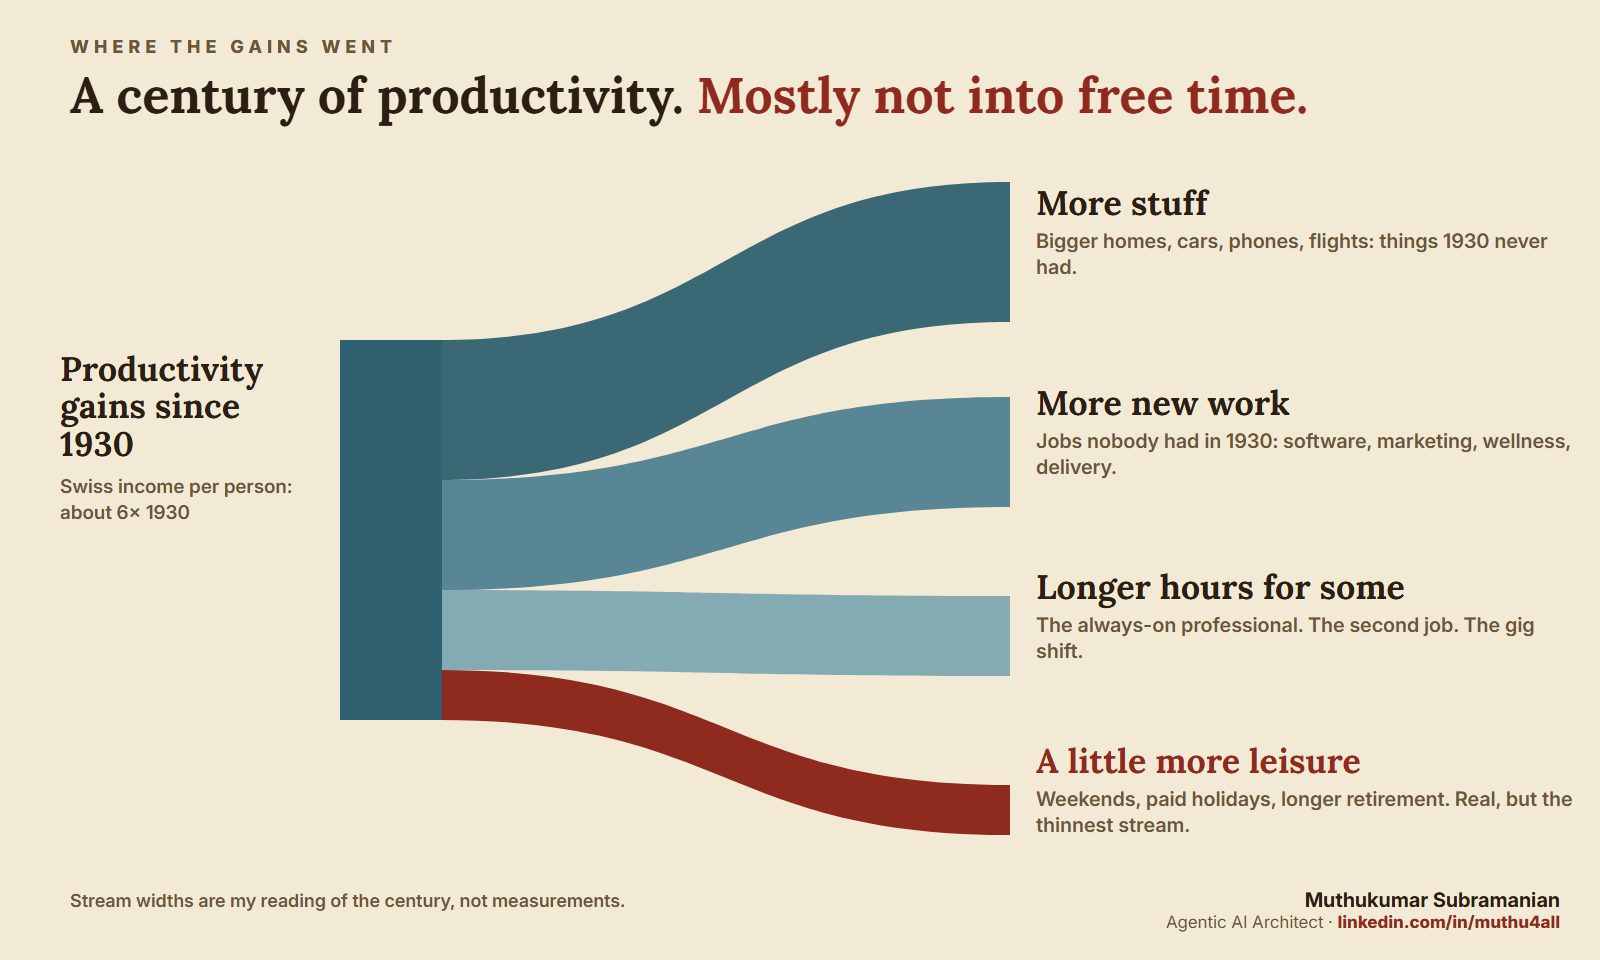 WHERE THE GAINS WENT
A century of productivity. Mostly not into free time.
Productivity
gains since
1930
Swiss income per person:
about 6× 1930
More stuff
Bigger homes, cars, phones, flights: things 1930 never
had.
More new work
Jobs nobody had in 1930: software, marketing, wellness,
delivery.
Longer hours for some
The always-on professional. The second job. The gig
shift.
A little more leisure
Weekends, paid holidays, longer retirement. Real, but the
thinnest stream.
Stream widths are my reading of the century, not measurements.
Muthukumar Subramanian
Agentic AI Architect · linkedin.com/in/muthu4all